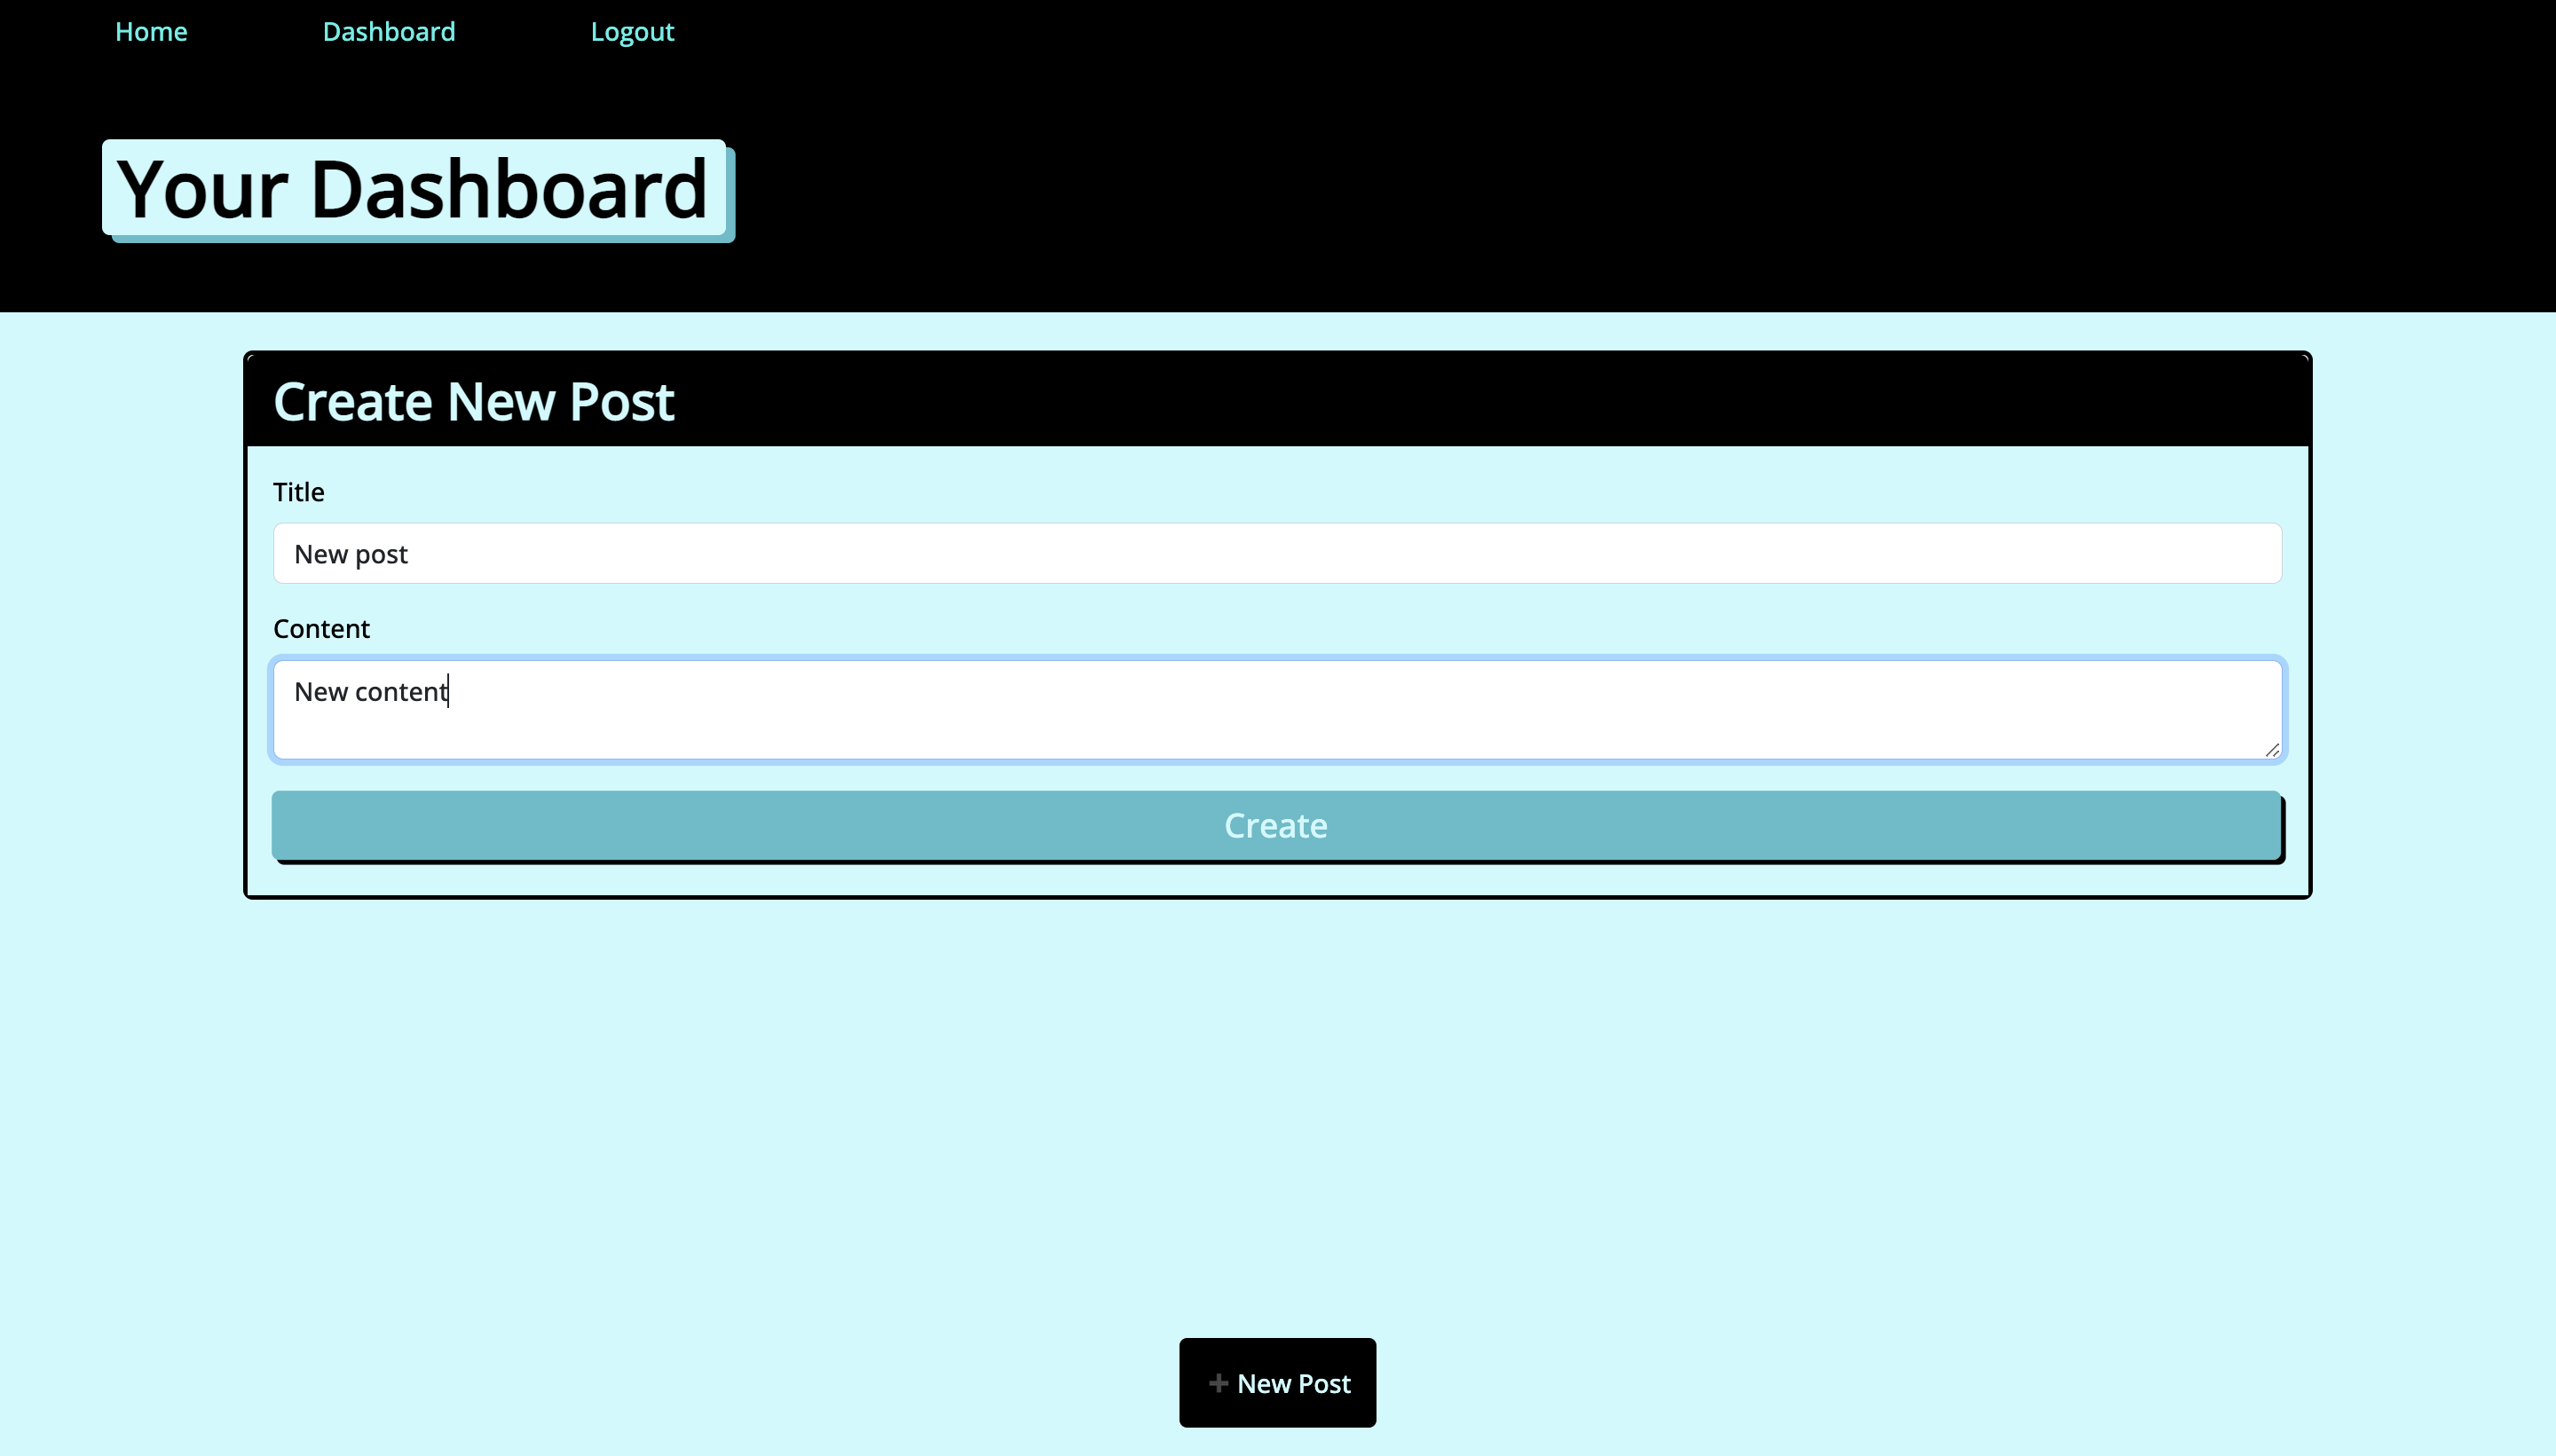 Home Dashboard Logout
Your Dashboard
Create New Post
Title
New post
Content
New content
Create
➕ New Post